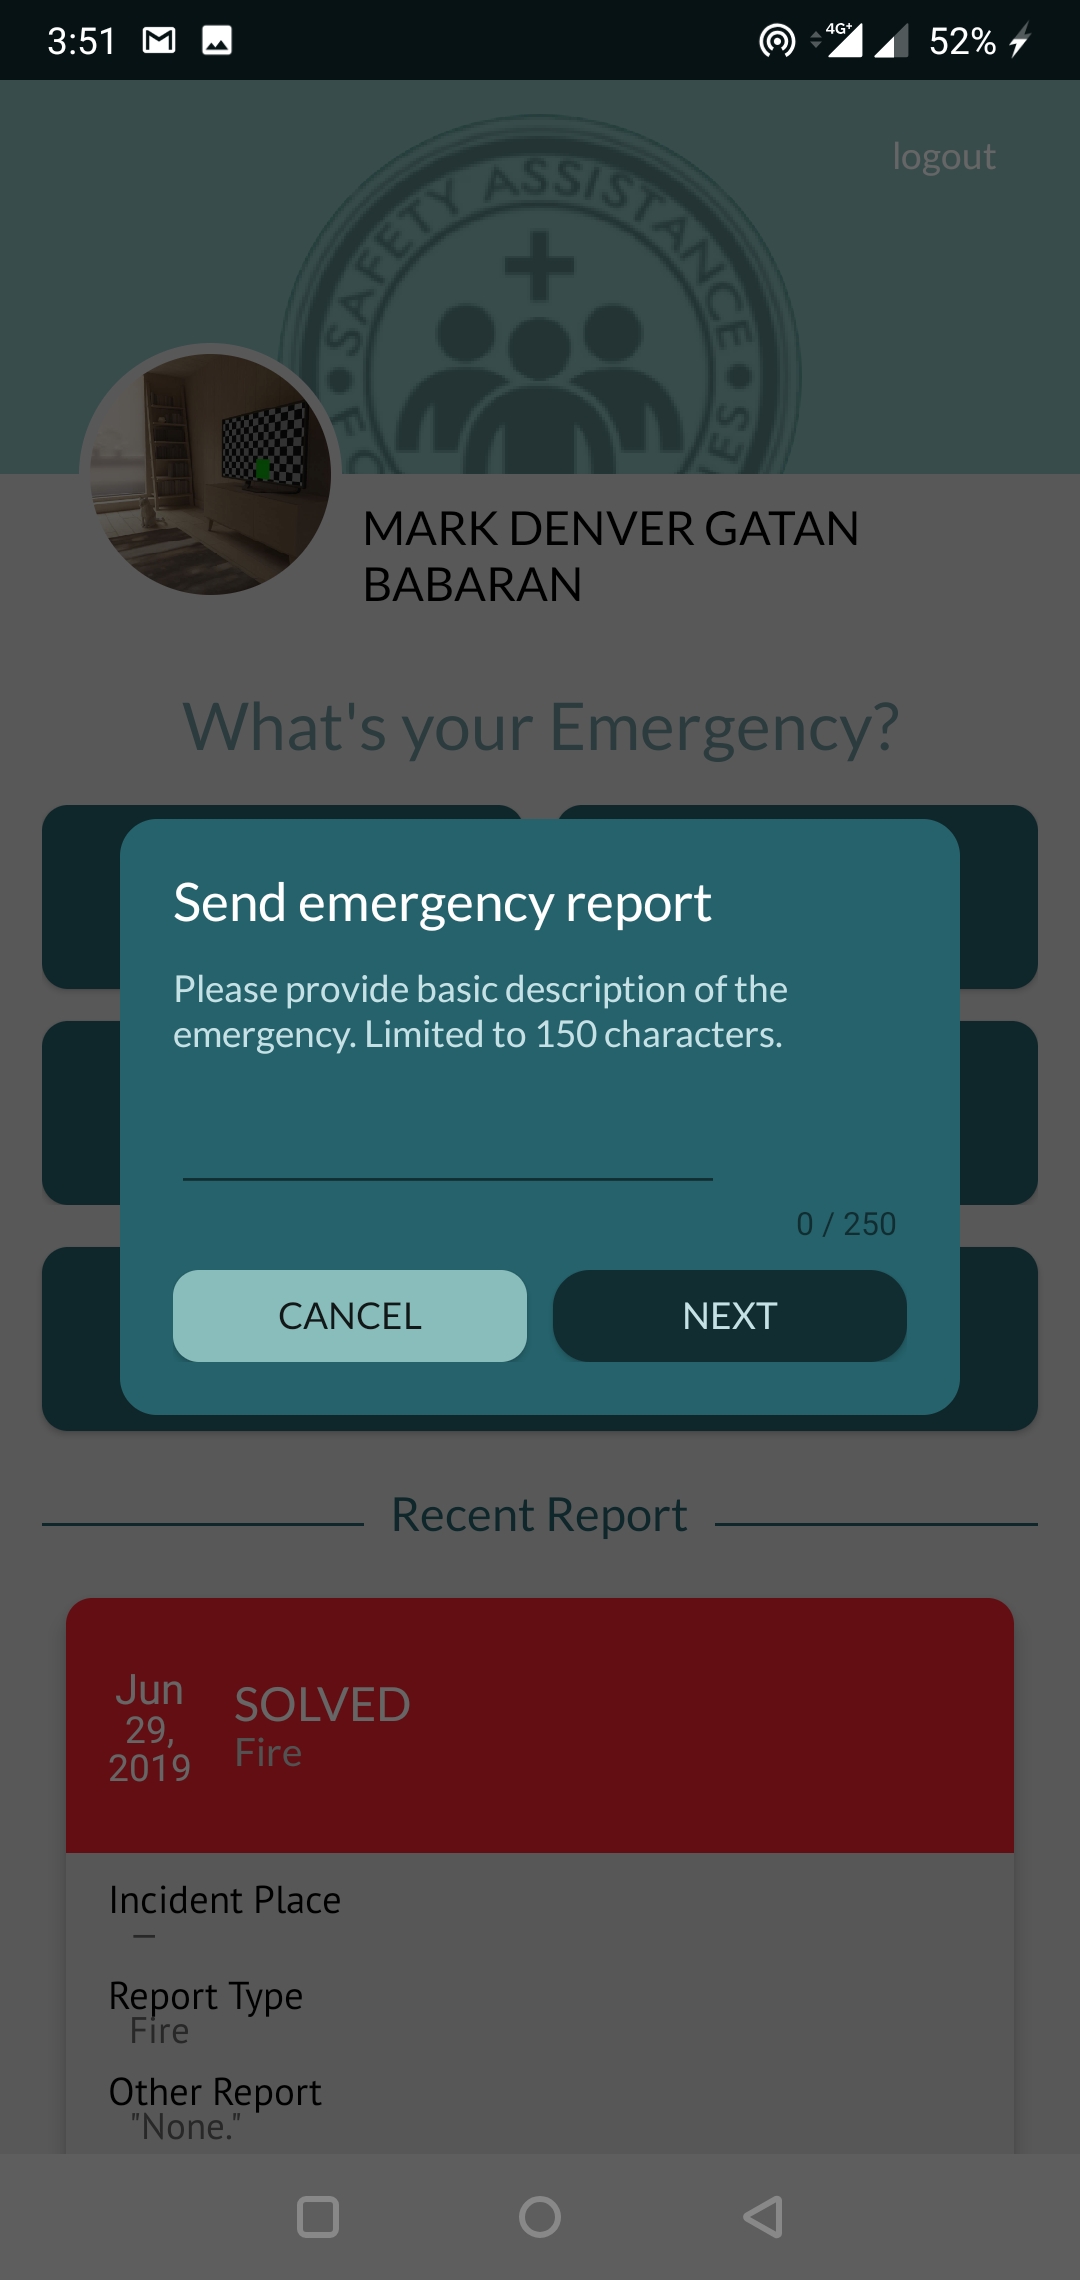 3:51
4G+
52%
logout
SAFETY ASSISTANCE
MARK DENVER GATAN
BABARAN
What's your Emergency?
Send emergency report
Please provide basic description of the
emergency. Limited to 150 characters.
0 / 250
CANCEL
NEXT
Recent Report
Jun
29,
2019
SOLVED
Fire
Incident Place
—
Report Type
Fire
Other Report
"None."